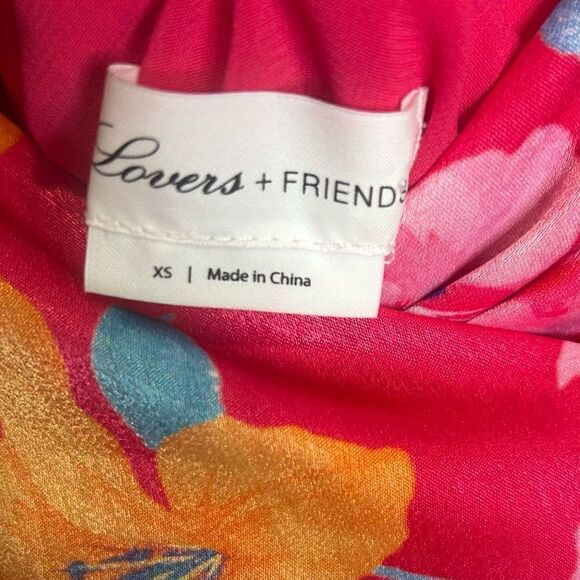 Lovers + FRIENDS
XS | Made in China